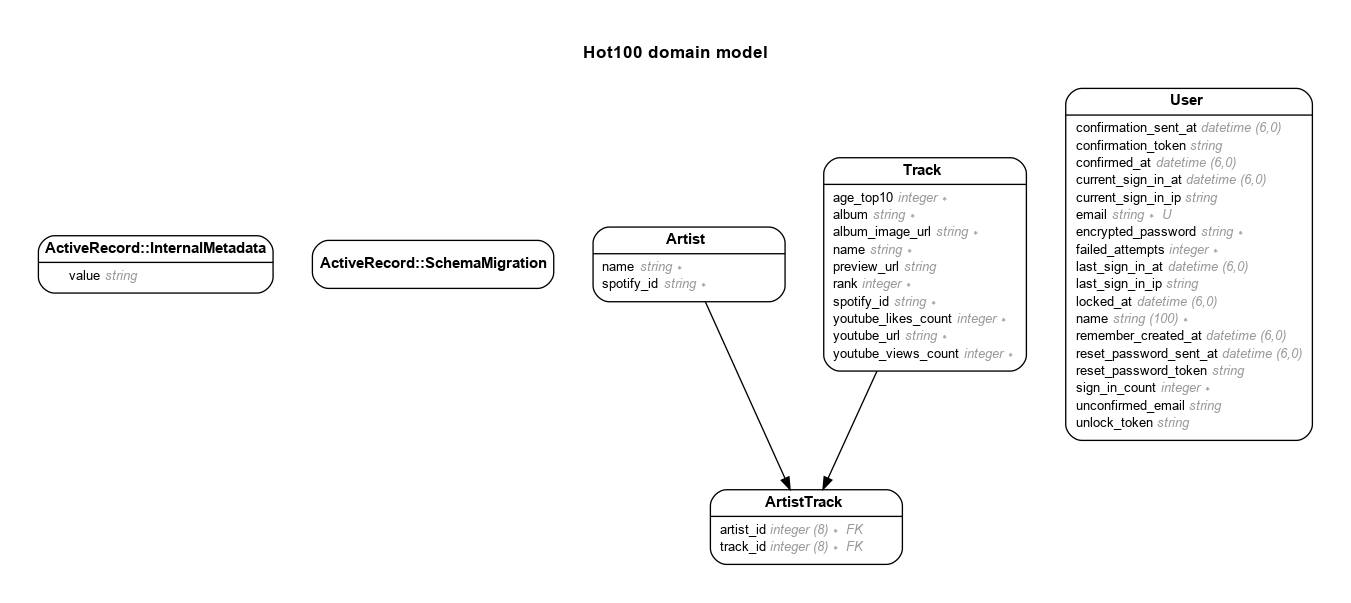 Hot100 domain model
ActiveRecord::InternalMetadata
value string
ActiveRecord::SchemaMigration
Artist
name string ∗
spotify_id string ∗
Track
age_top10 integer ∗
album string ∗
album_image_url string ∗
name string ∗
preview_url string
rank integer ∗
spotify_id string ∗
youtube_likes_count integer ∗
youtube_url string ∗
youtube_views_count integer ∗
User
confirmation_sent_at datetime (6,0)
confirmation_token string
confirmed_at datetime (6,0)
current_sign_in_at datetime (6,0)
current_sign_in_ip string
email string ∗ U
encrypted_password string ∗
failed_attempts integer ∗
last_sign_in_at datetime (6,0)
last_sign_in_ip string
locked_at datetime (6,0)
name string (100) ∗
remember_created_at datetime (6,0)
reset_password_sent_at datetime (6,0)
reset_password_token string
sign_in_count integer ∗
unconfirmed_email string
unlock_token string
ArtistTrack
artist_id integer (8) ∗ FK
track_id integer (8) ∗ FK